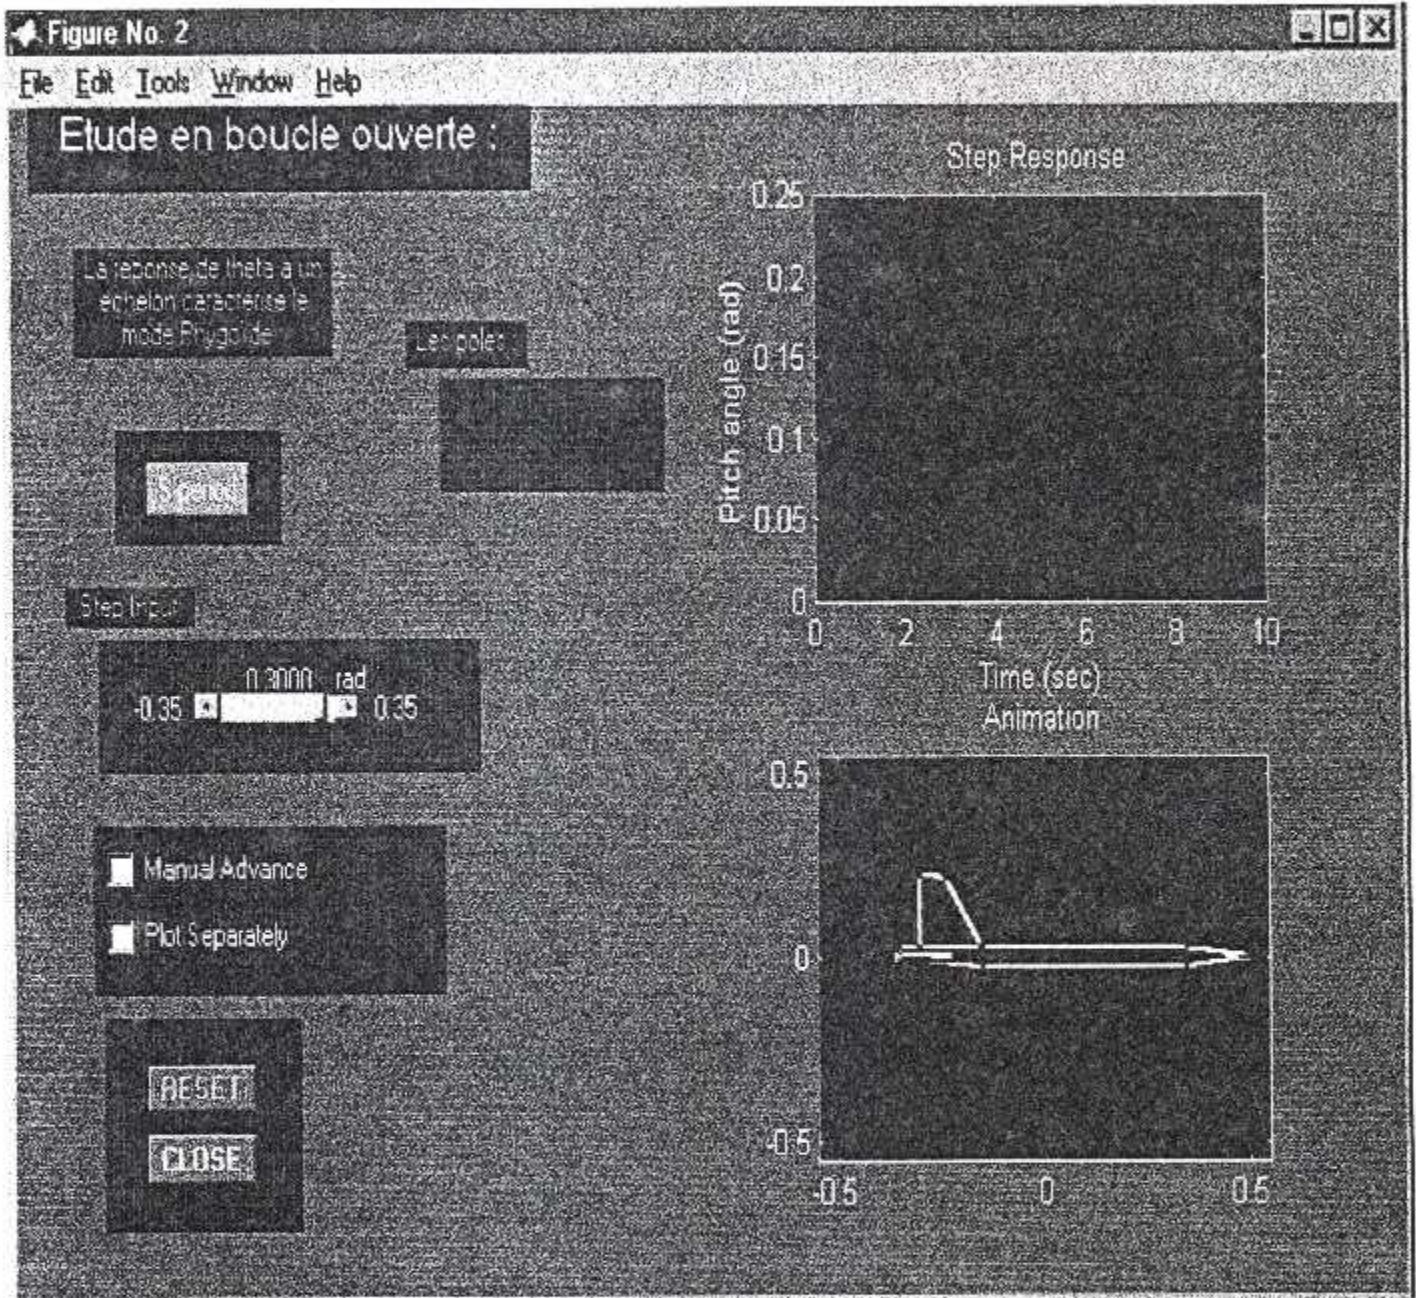 Figure No. 2
File Edit Tools Window Help
Etude en boucle ouverte :
La reponse de theta a un
echelon caracterise le
mode Phygoïde
Les poles
Step Input
0.3000 rad
-0.35 0.35
Manual Advance
Plot Separately
RESET
CLOSE
Step Response
0.25
0.2
0.15
0.1
0.05
0
Pitch angle (rad)
0 2 4 6 8 10
Time (sec)
Animation
0.5
0
-0.5
-0.5 0 0.5